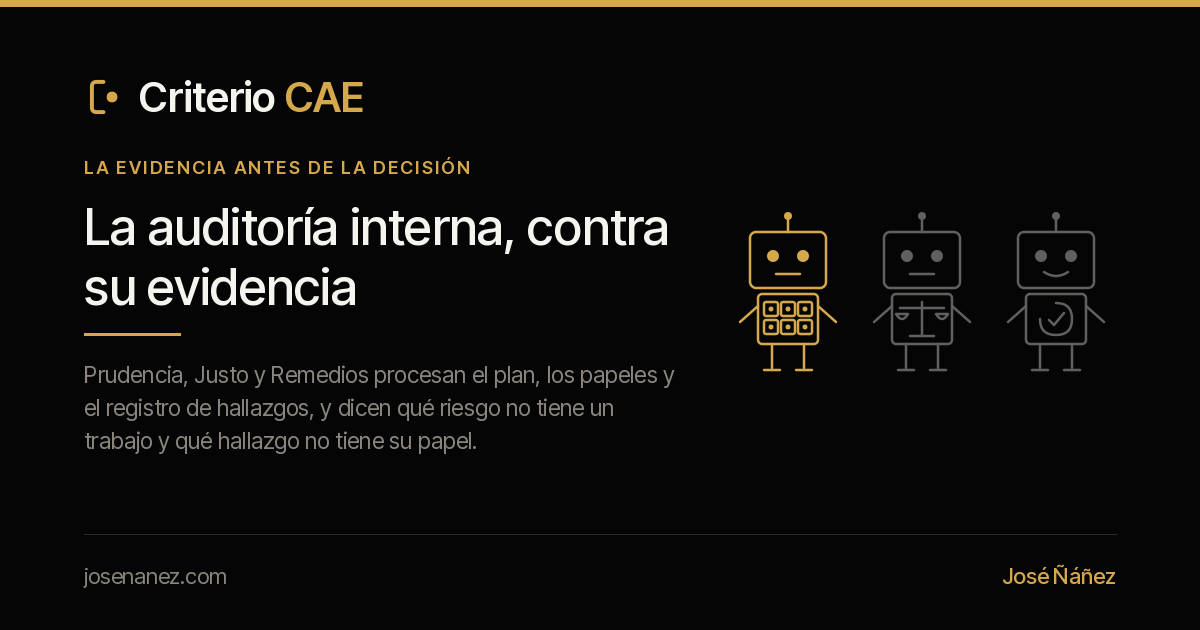 Criterio CAE
LA EVIDENCIA ANTES DE LA DECISIÓN
La auditoría interna, contra
su evidencia
Prudencia, Justo y Remedios procesan el plan, los papeles y
el registro de hallazgos, y dicen qué riesgo no tiene un
trabajo y qué hallazgo no tiene su papel.
josenanez.com
José Ñáñez